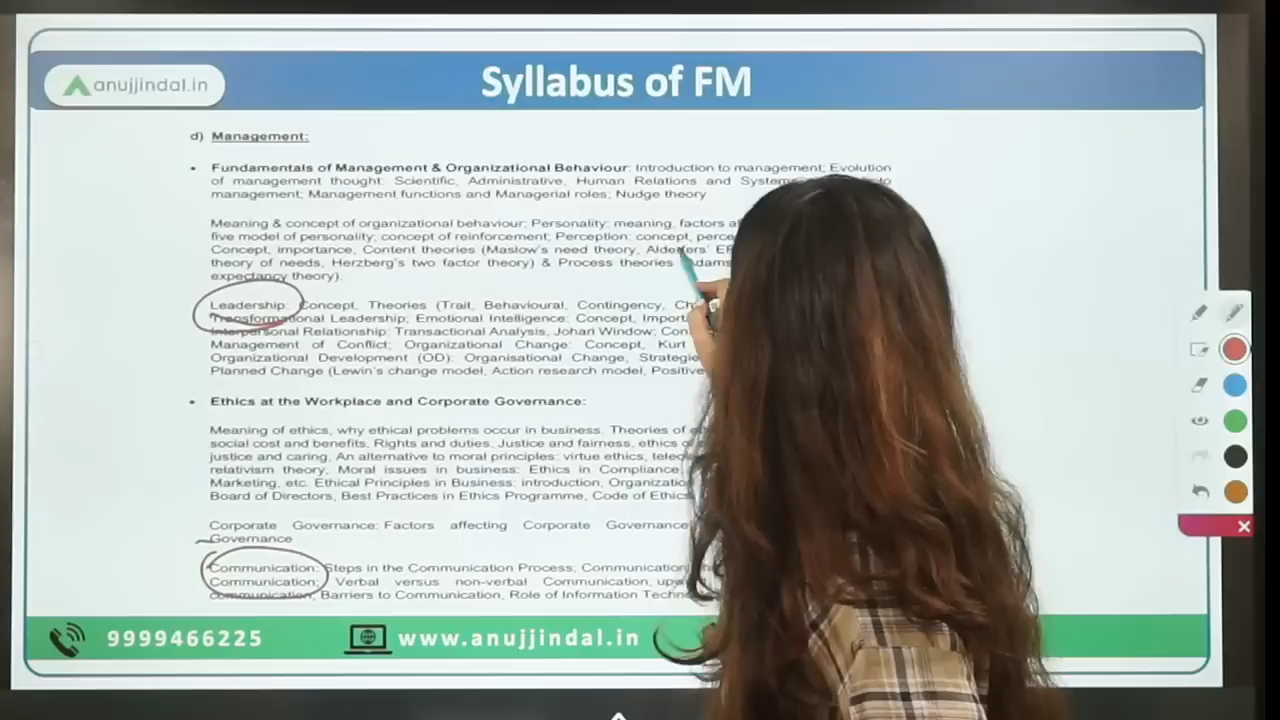 anujjindal.in
Syllabus of FM
d) Management:
• Fundamentals of Management & Organizational Behaviour: Introduction to management; Evolution
of management thought: Scientific, Administrative, Human Relations and Systems
management; Management functions and Managerial roles; Nudge theory
Meaning & concept of organizational behaviour; Personality: meaning, factors
five model of personality; concept of reinforcement; Perception: concept,
Concept, importance, Content theories (Maslow's need theory, Alderfers'
theory of needs, Herzberg's two factor theory) & Process theories
expectancy theory).
Leadership: Concept, Theories (Trait, Behavioural, Contingency,
Transformational Leadership; Emotional Intelligence: Concept,
Interpersonal Relationship: Transactional Analysis, Johari Window;
Management of Conflict; Organizational Change: Concept, Kurt
Organizational Development (OD): Organisational Change,
Planned Change (Lewin's change model, Action research model, Positive
• Ethics at the Workplace and Corporate Governance:
Meaning of ethics, why ethical problems occur in business. Theories of
social cost and benefits, Rights and duties, Justice and fairness, ethics
justice and caring, An alternative to moral principles: virtue ethics,
relativism theory, Moral issues in business: Ethics in Compliance
Marketing, etc. Ethical Principles in Business: introduction,
Board of Directors, Best Practices in Ethics Programme, Code of Ethics
Corporate Governance: Factors affecting Corporate Governance
Governance
Communication: Steps in the Communication Process; Communication
Communication; Verbal versus non-verbal Communication,
communication; Barriers to Communication, Role of Information
9999466225 www.anujjindal.in